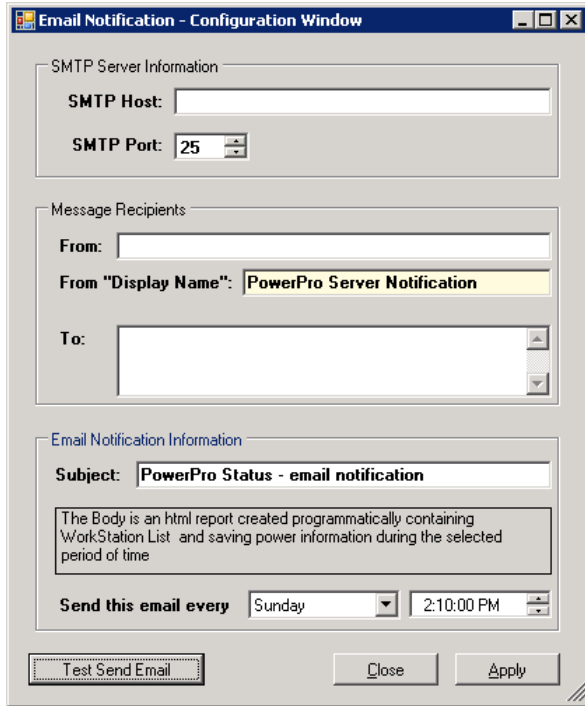 Email Notification - Configuration Window
SMTP Server Information
SMTP Host:
SMTP Port: 25
Message Recipients
From:
From "Display Name": PowerPro Server Notification
To:
Email Notification Information
Subject: PowerPro Status - email notification
The Body is an html report created programmatically containing
WorkStation List and saving power information during the selected
period of time
Send this email every Sunday 2:10:00 PM
Test Send Email Close Apply